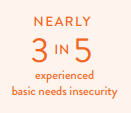 NEARLY
3 IN 5
experienced
basic needs insecurity